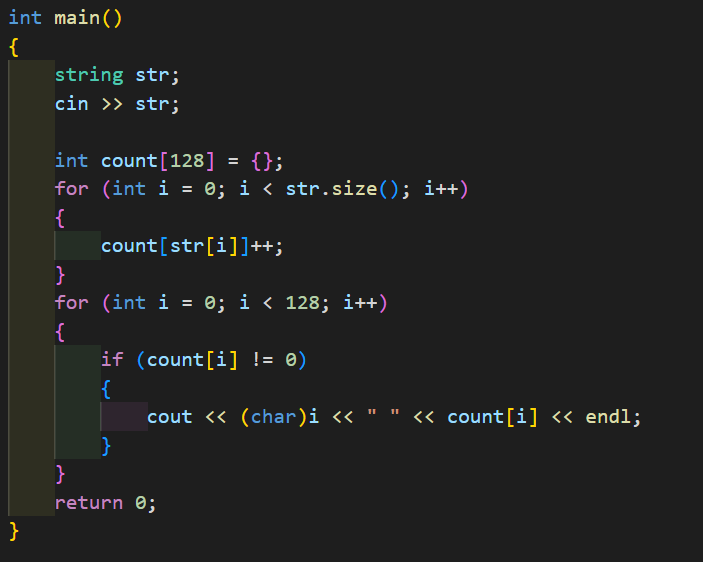 int main()
{
    string str;
    cin >> str;

    int count[128] = {};
    for (int i = 0; i < str.size(); i++)
    {
        count[str[i]]++;
    }
    for (int i = 0; i < 128; i++)
    {
        if (count[i] != 0)
        {
            cout << (char)i << " " << count[i] << endl;
        }
    }
    return 0;
}